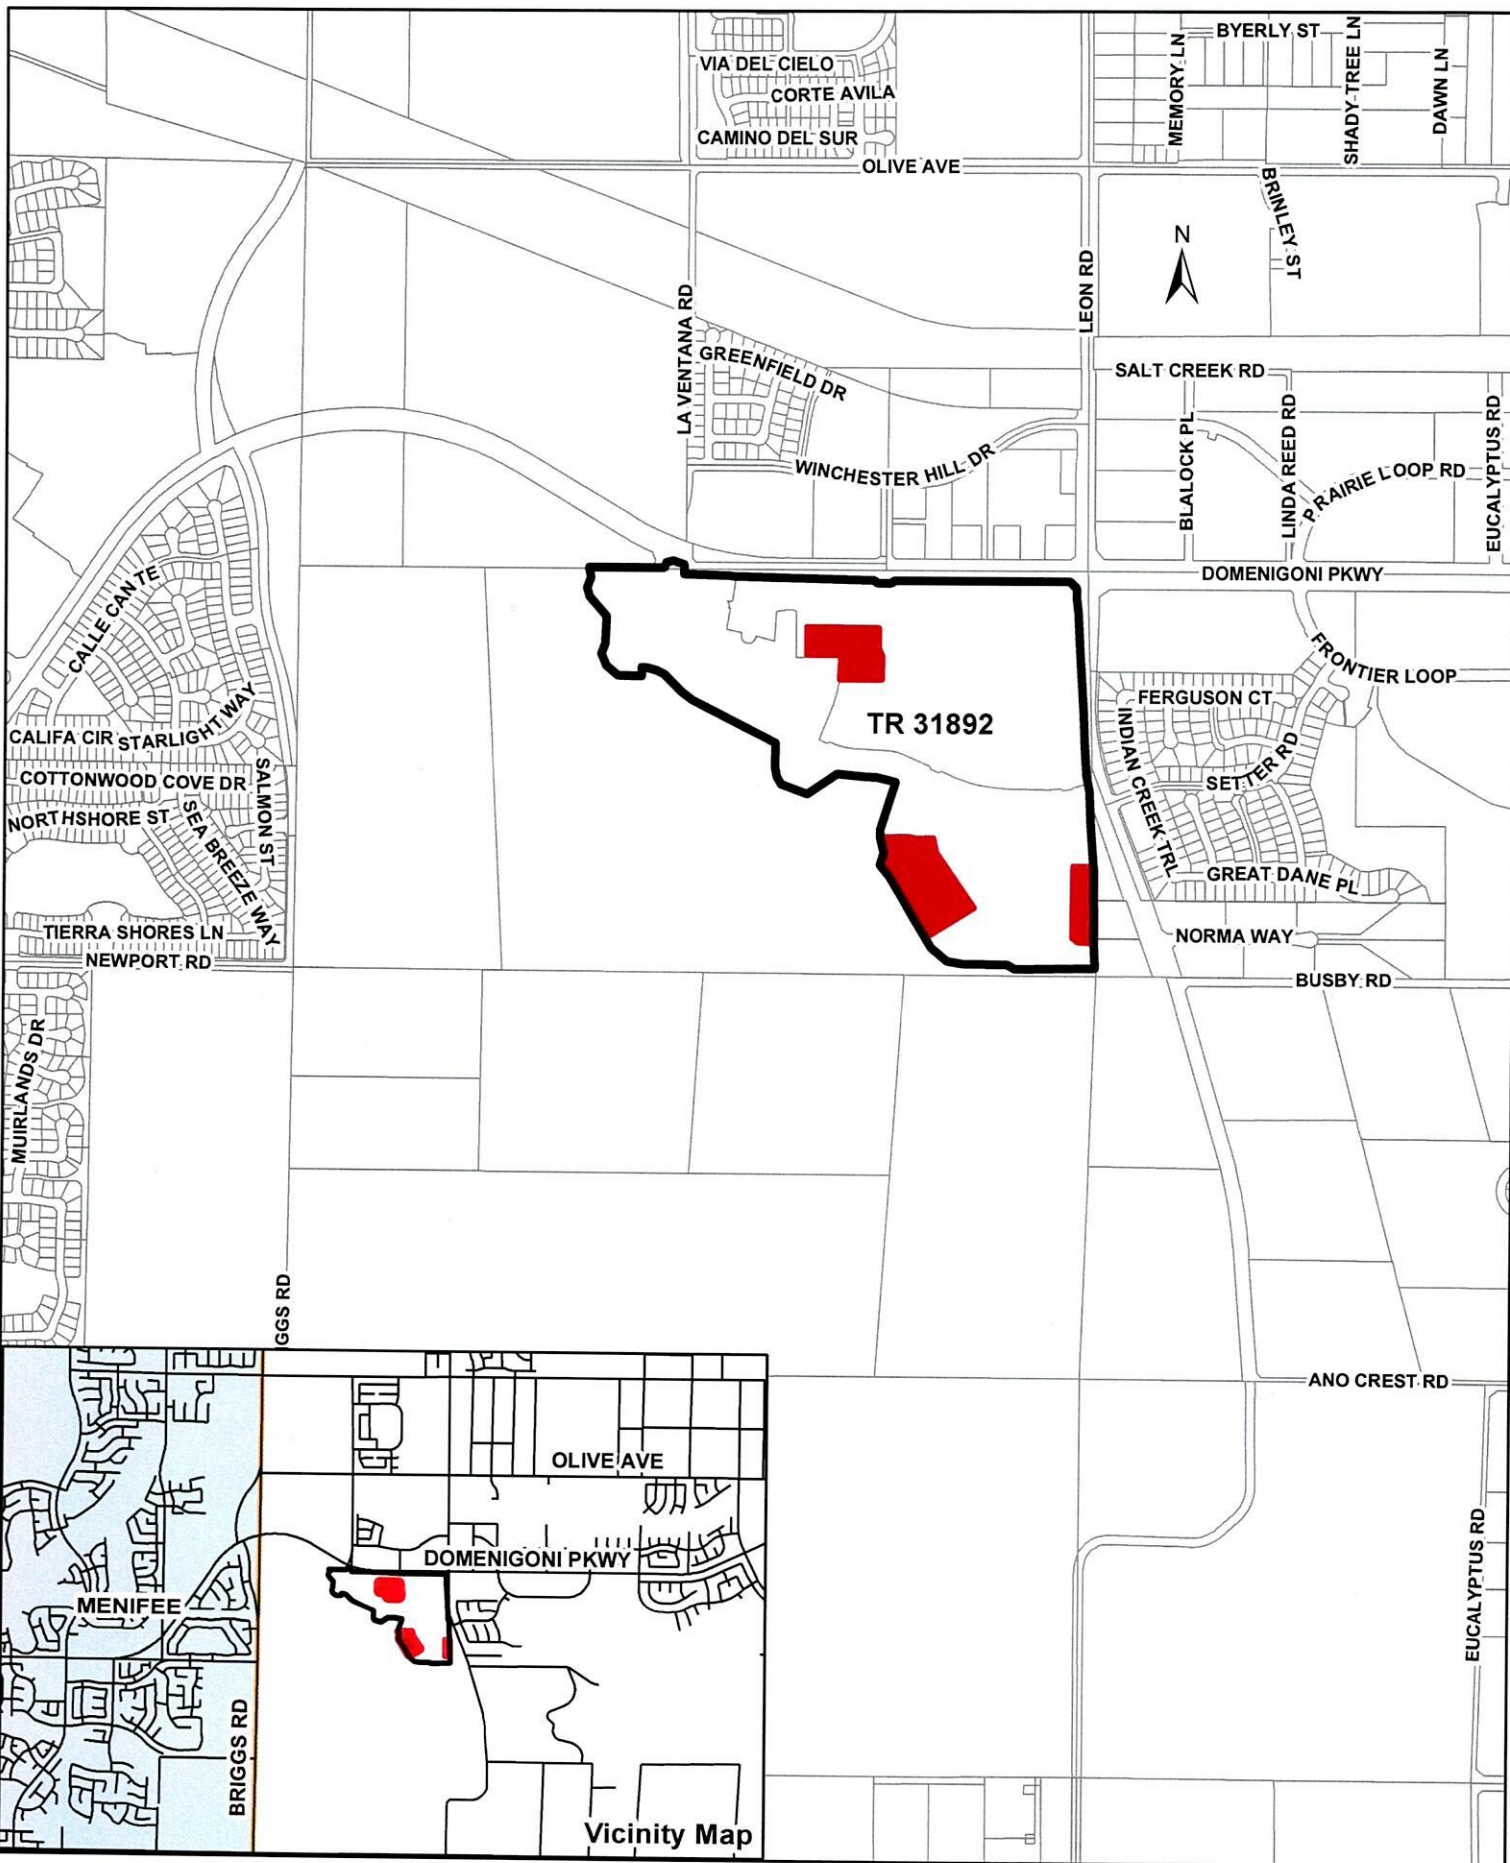 BYERLY ST
VIA DEL CIELO
CORTE AVILA
CAMINO DEL SUR
OLIVE AVE
MEMORY LN
SHADY TREE LN
DAWN LN
BRINLEY ST
N
LEON RD
LA VENTANA RD
GREENFIELD DR
SALT CREEK RD
WINCHESTER HILL DR
BLALOCK PL
LINDA REED RD
PRAIRIE LOOP RD
EUCALYPTUS RD
DOMENIGONI PKWY
CALLE CAN TE
FRONTIER LOOP
FERGUSON CT
INDIAN CREEK TRL
TR 31892
CALIFA CIR
STARLIGHT WAY
COTTONWOOD COVE DR
SALMON ST
SETTER RD
NORTHSHORE ST
SEA BREEZE WAY
GREAT DANE PL
TIERRA SHORES LN
NORMA WAY
NEWPORT RD
BUSBY RD
MUIRLANDS DR
GGS RD
ANO CREST RD
EUCALYPTUS RD
OLIVE AVE
DOMENIGONI PKWY
MENIFEE
BRIGGS RD
Vicinity Map